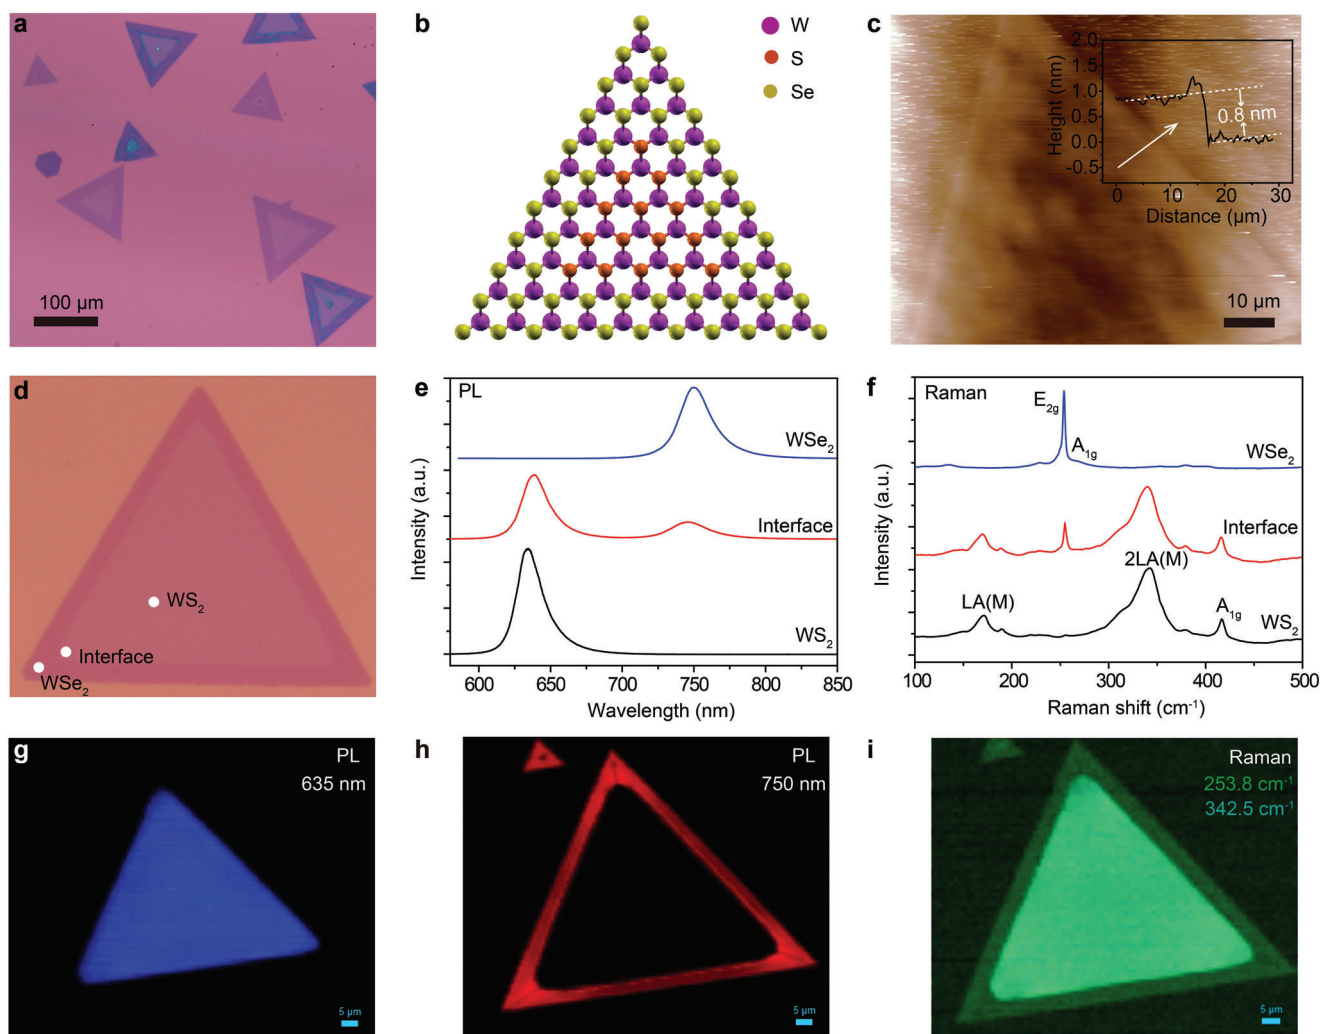 a
100 μm
b
W
S
Se
c
Height (nm)
2.0
1.5
1.0
0.5
0.0
-0.5
0.8 nm
0 10 20 30
Distance (μm)
10 μm
d
WS2
Interface
WSe2
e
PL
WSe2
Interface
WS2
Intensity (a.u.)
600 650 700 750 800 850
Wavelength (nm)
f
Raman
E2g
A1g
WSe2
Interface
2LA(M)
LA(M)
A1g
WS2
Intensity (a.u.)
100 200 300 400 500
Raman shift (cm-1)
g
PL
635 nm
5 μm
h
PL
750 nm
5 μm
i
Raman
253.8 cm-1
342.5 cm-1
5 μm